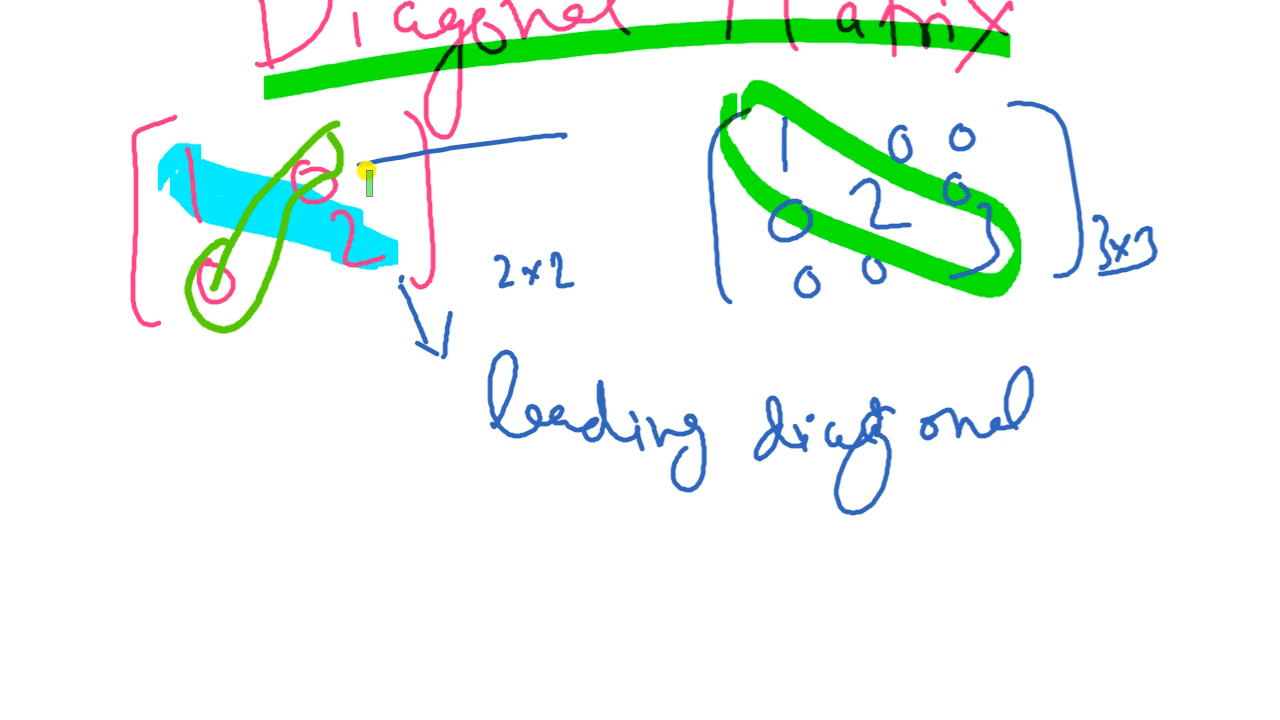 Diagonal Matrix
1 0
0 2
2×2
1 0 0
0 2 0
0 0 3
3×3
leading diagonal